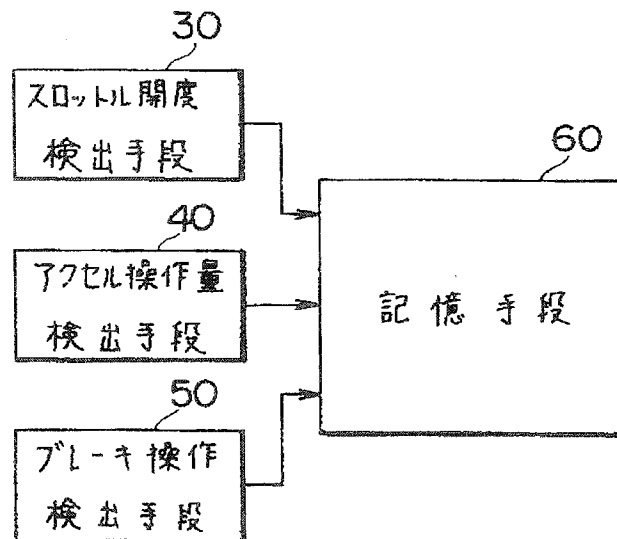 30
スロットル開度
検出手段
40
アクセル操作量
検出手段
50
ブレーキ操作
検出手段
60
記憶手段